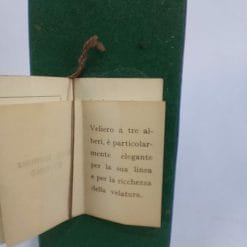 Veliero a tre al-
beri, è particolar-
mente elegante
per la sua linea
e per la ricchezza
della velatura.